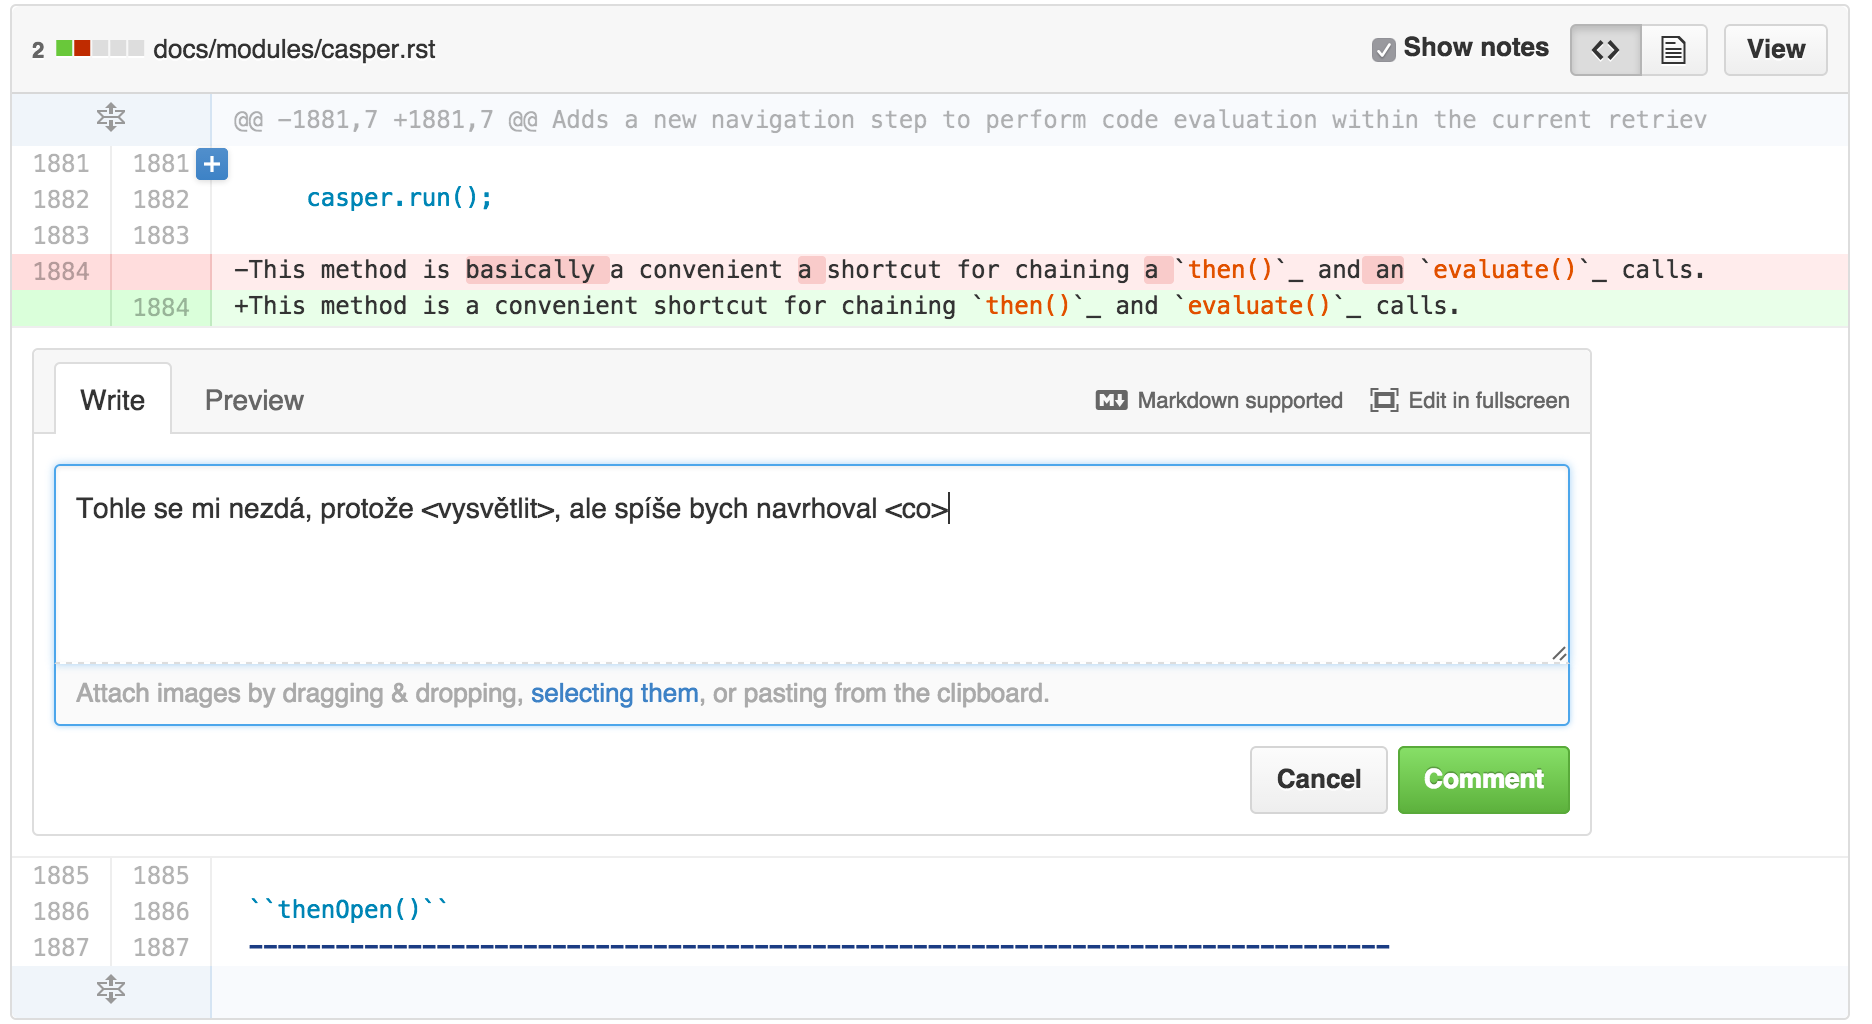 2 docs/modules/casper.rst Show notes View
@@ -1881,7 +1881,7 @@ Adds a new navigation step to perform code evaluation within the current retriev
1881 1881
1882 1882 casper.run();
1883 1883
1884 -This method is basically a convenient a shortcut for chaining a `then()`_ and an `evaluate()`_ calls.
1884 +This method is a convenient shortcut for chaining `then()`_ and `evaluate()`_ calls.
Write Preview Markdown supported Edit in fullscreen
Tohle se mi nezdá, protože <vysvětlit>, ale spíše bych navrhoval <co>
Attach images by dragging & dropping, selecting them, or pasting from the clipboard.
Cancel Comment
1885 1885
1886 1886 ``thenOpen()``
1887 1887 -------------------------------------------------------------------------------